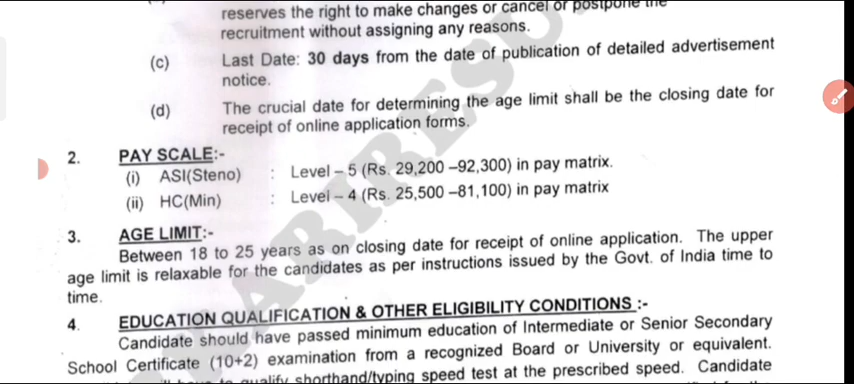 reserves the right to make changes or cancel or postpone the
recruitment without assigning any reasons.
(c) Last Date: 30 days from the date of publication of detailed advertisement
notice.
(d) The crucial date for determining the age limit shall be the closing date for
receipt of online application forms.
2. PAY SCALE:-
(i) ASI(Steno) : Level – 5 (Rs. 29,200 –92,300) in pay matrix.
(ii) HC(Min) : Level – 4 (Rs. 25,500 –81,100) in pay matrix
3. AGE LIMIT:-
Between 18 to 25 years as on closing date for receipt of online application. The upper
age limit is relaxable for the candidates as per instructions issued by the Govt. of India time to
time.
4. EDUCATION QUALIFICATION & OTHER ELIGIBILITY CONDITIONS :-
Candidate should have passed minimum education of Intermediate or Senior Secondary
School Certificate (10+2) examination from a recognized Board or University or equivalent.
to qualify shorthand/typing speed test at the prescribed speed. Candidate